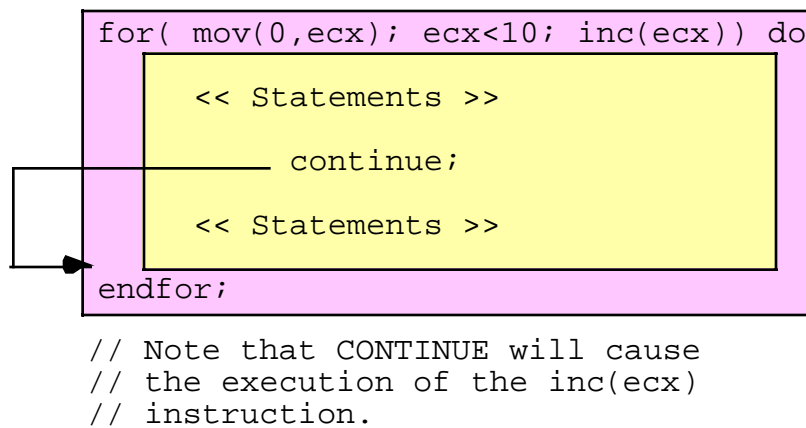 for( mov(0,ecx); ecx<10; inc(ecx)) do
<< Statements >>
continue;
<< Statements >>
endfor;
// Note that CONTINUE will cause
// the execution of the inc(ecx)
// instruction.